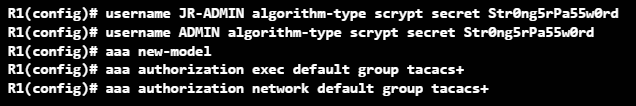 R1(config)# username JR-ADMIN algorithm-type scrypt secret Str0ng5rPa55w0rd
R1(config)# username ADMIN algorithm-type scrypt secret Str0ng5rPa55w0rd
R1(config)# aaa new-model
R1(config)# aaa authorization exec default group tacacs+
R1(config)# aaa authorization network default group tacacs+